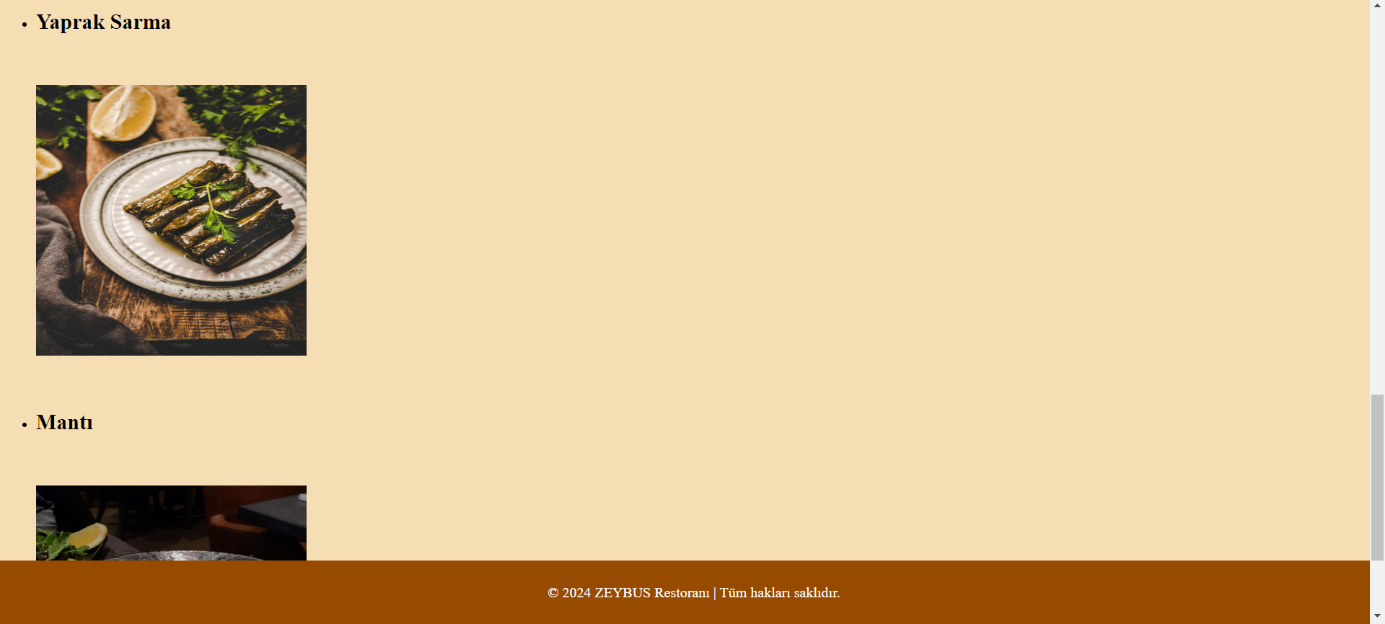 Yaprak Sarma
Mantı
© 2024 ZEYBUS Restoranı | Tüm hakları saklıdır.